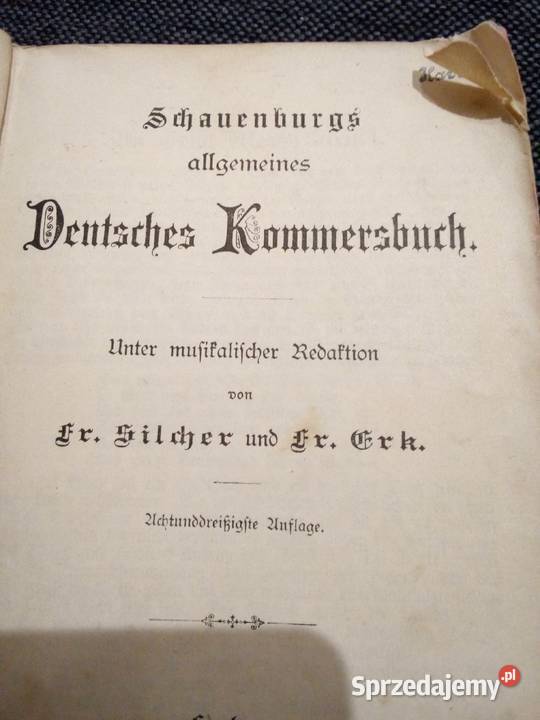 Schauenburgs
allgemeines
Deutsches Kommersbuch.
Unter musikalischer Redaktion
von
Fr. Silcher und Fr. Erk.
Achtunddreißigste Auflage.
Sprzedajemy.pl